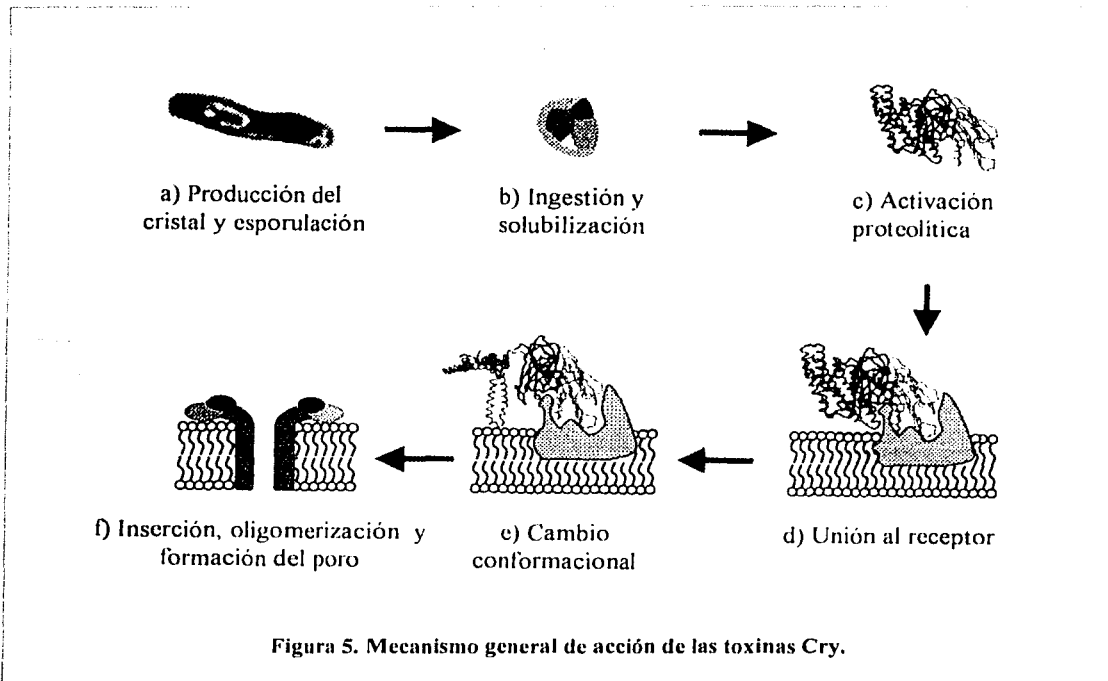 a) Producción del
cristal y esporulación
b) Ingestión y
solubilización
c) Activación
proteolítica
d) Unión al receptor
e) Cambio
conformacional
f) Inserción, oligomerización y
formación del poro
Figura 5. Mecanismo general de acción de las toxinas Cry.